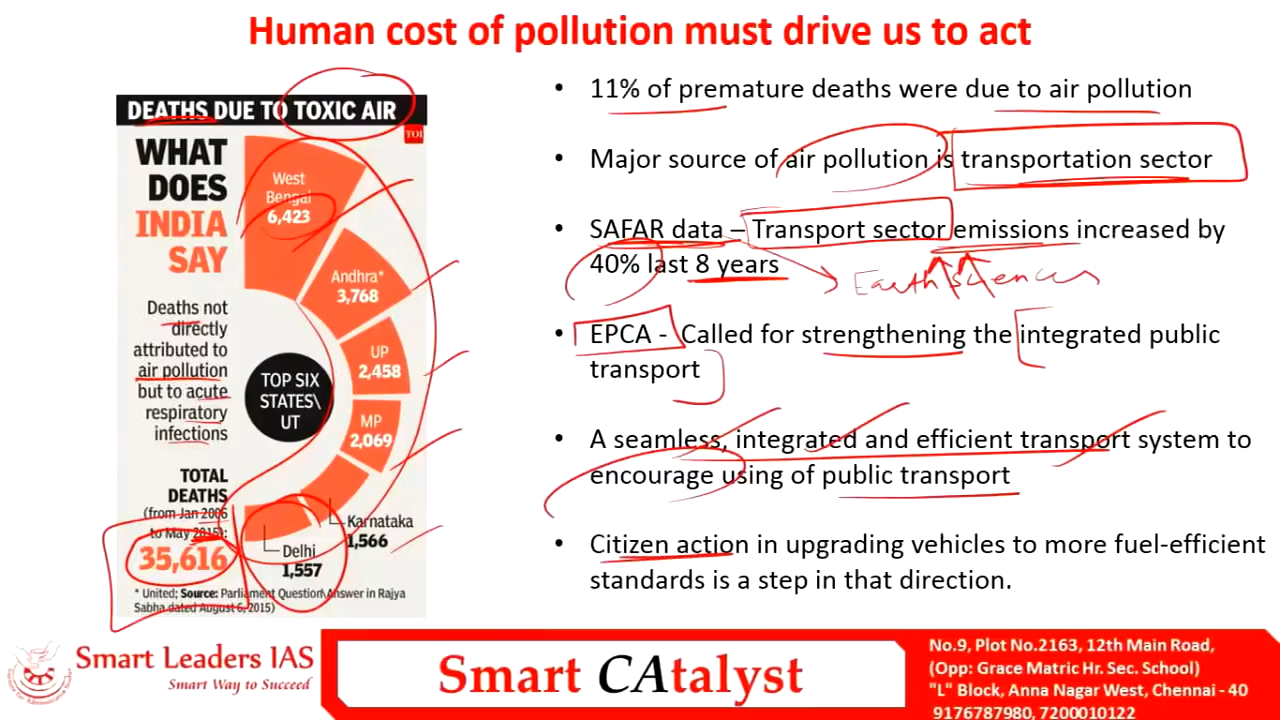 Human cost of pollution must drive us to act
DEATHS DUE TO TOXIC AIR
TOI
WHAT
DOES
INDIA
SAY
Deaths not
directly
attributed to
air pollution
but to acute
respiratory
infections
TOTAL
DEATHS
(from Jan 2006
to May 2015):
35,616
West
Bengal
6,423
Andhra*
3,768
UP
2,458
MP
2,069
Karnataka
1,566
Delhi
1,557
TOP SIX
STATES\
UT
* United; Source: Parliament Question\Answer in Rajya
Sabha dated August 6, 2015)
• 11% of premature deaths were due to air pollution
• Major source of air pollution is transportation sector
• SAFAR data – Transport sector emissions increased by
40% last 8 years
Earth Sciences
• EPCA - Called for strengthening the integrated public
transport
• A seamless, integrated and efficient transport system to
encourage using of public transport
• Citizen action in upgrading vehicles to more fuel-efficient
standards is a step in that direction.
Smart Leaders IAS
Smart Way to Succeed
Smart CAtalyst
No.9, Plot No.2163, 12th Main Road,
(Opp: Grace Matric Hr. Sec. School)
"L" Block, Anna Nagar West, Chennai - 40
9176787980, 7200010122